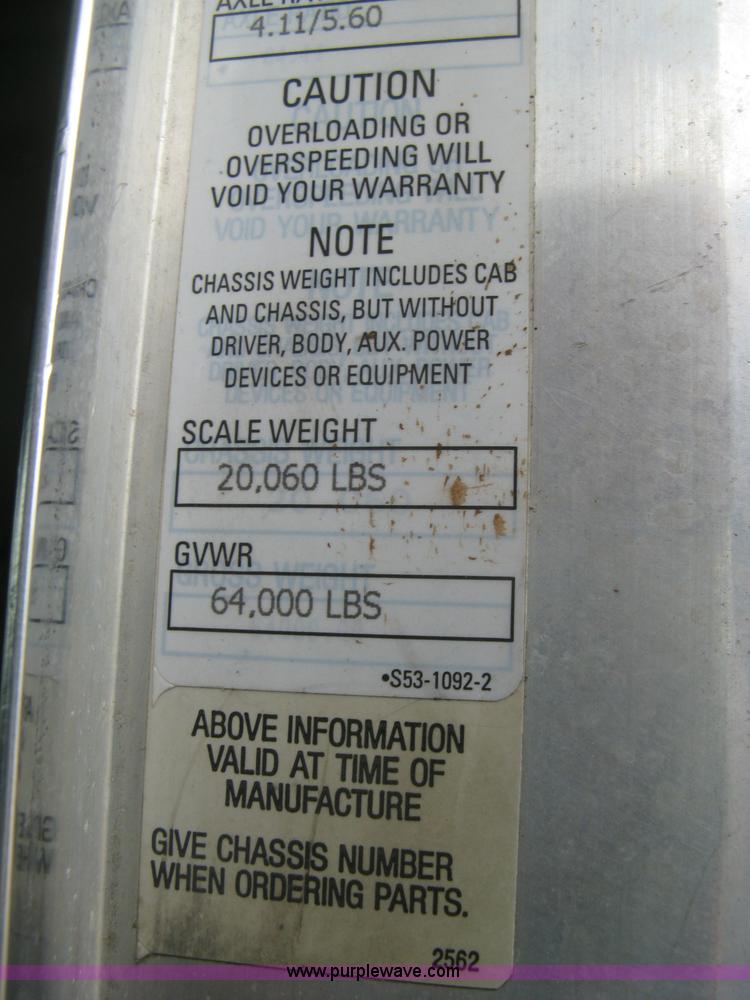 AXLE
4.11/5.60
CAUTION
OVERLOADING OR
OVERSPEEDING WILL
VOID YOUR WARRANTY
NOTE
CHASSIS WEIGHT INCLUDES CAB
AND CHASSIS, BUT WITHOUT
DRIVER, BODY, AUX. POWER
DEVICES OR EQUIPMENT
SCALE WEIGHT
20,060 LBS
GVWR
64,000 LBS
•S53-1092-2
ABOVE INFORMATION
VALID AT TIME OF
MANUFACTURE
GIVE CHASSIS NUMBER
WHEN ORDERING PARTS.
2562
www.purplewave.com